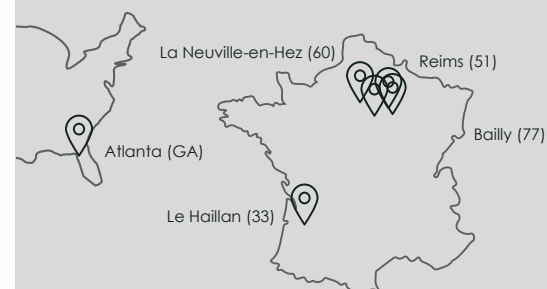 La Neuville-en-Hez (60)
Reims (51)
Bailly (77)
Atlanta (GA)
Le Haillan (33)